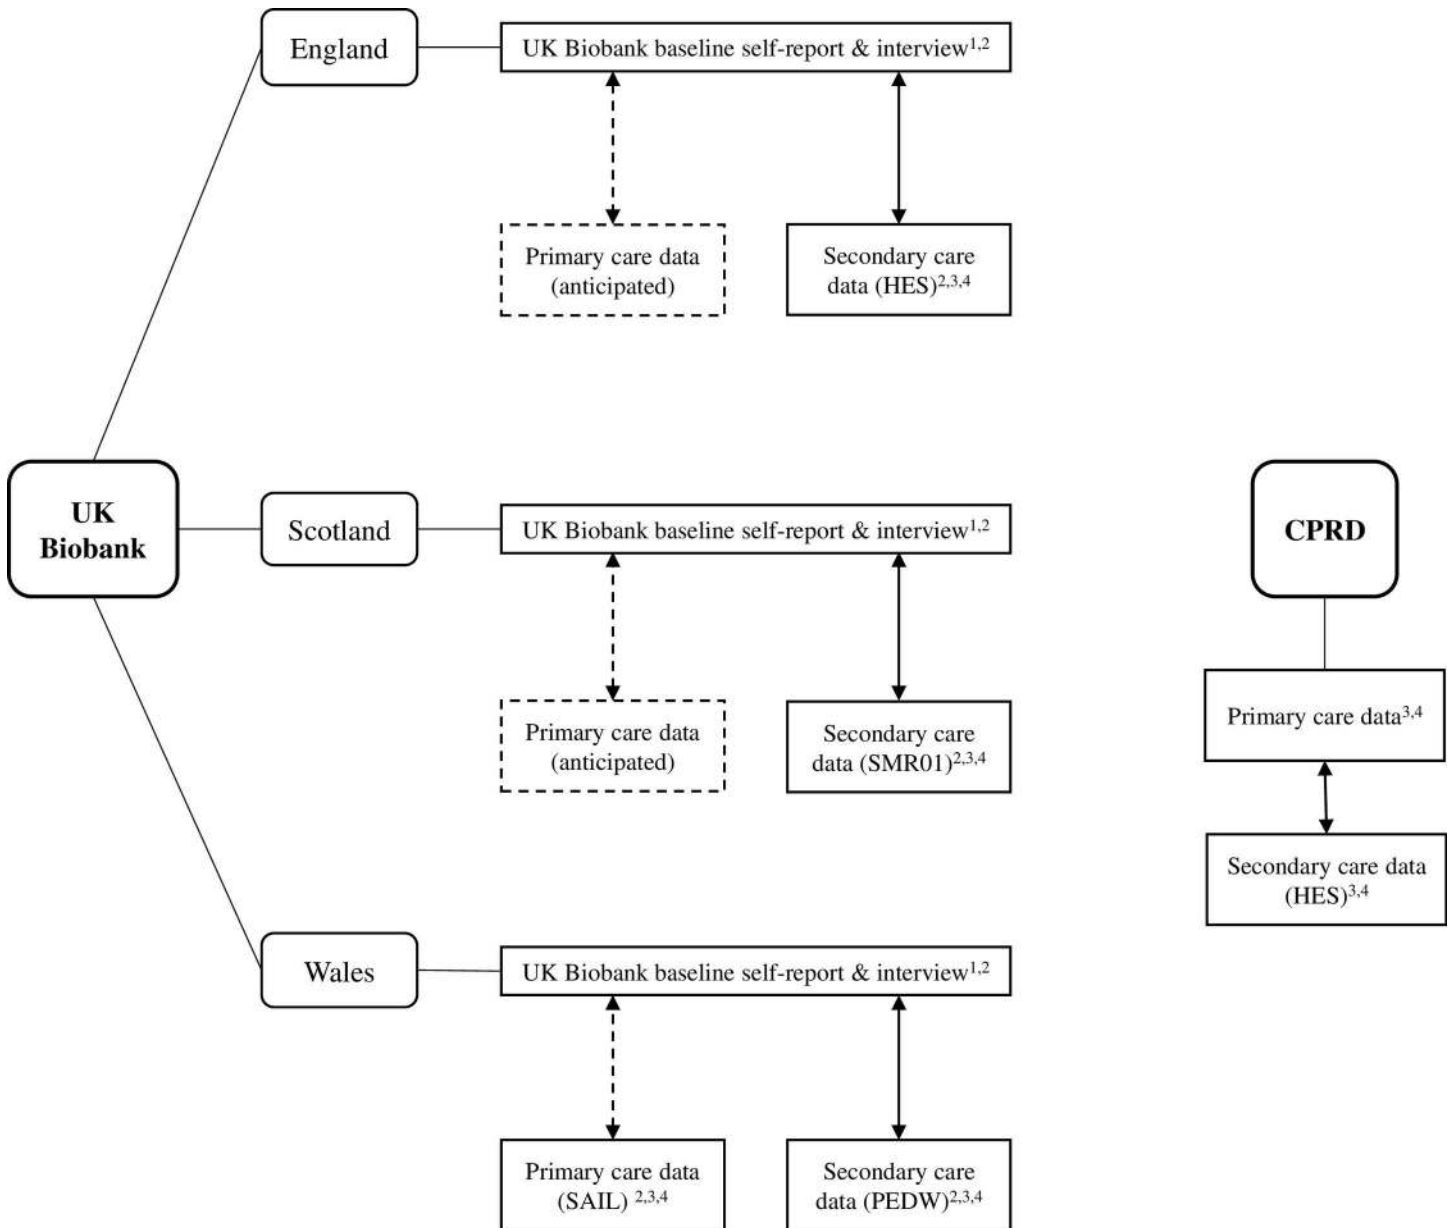 England
UK Biobank baseline self-report & interview1,2
Primary care data
(anticipated)
Secondary care
data (HES)2,3,4
UK
Biobank
Scotland
UK Biobank baseline self-report & interview1,2
Primary care data
(anticipated)
Secondary care
data (SMR01)2,3,4
Wales
UK Biobank baseline self-report & interview1,2
Primary care data
(SAIL) 2,3,4
Secondary care
data (PEDW)2,3,4
CPRD
Primary care data3,4
Secondary care data
(HES)3,4